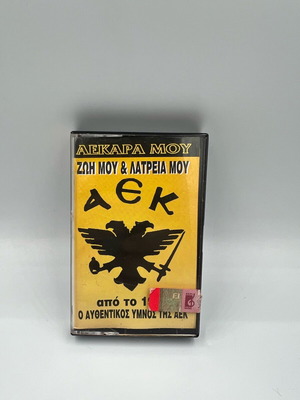 ΑΕΚΑΡΑ ΜΟΥ
ΖΩΗ ΜΟΥ & ΛΑΤΡΕΙΑ ΜΟΥ
ΑΕΚ
από το 1
Ο ΑΥΘΕΝΤΙΚΟΣ ΥΜΝΟΣ ΤΗΣ ΑΕΚ